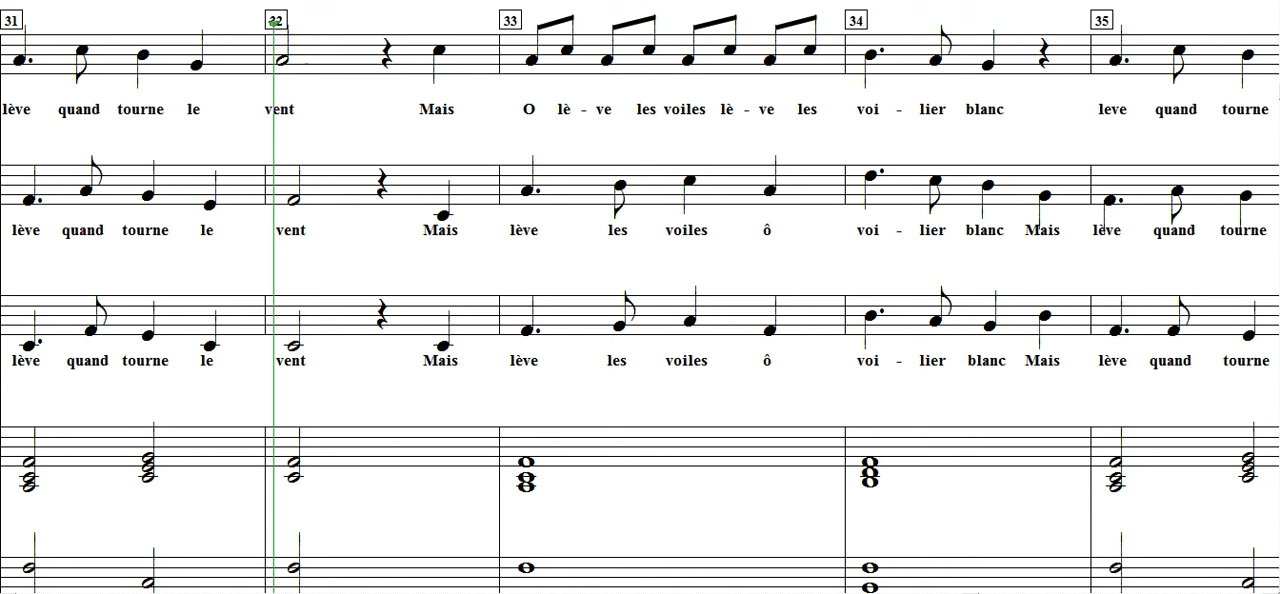 31 32 33 34 35
lève quand tourne le vent Mais O lè - ve les voiles lè - ve les voi - lier blanc leve quand tourne
lève quand tourne le vent Mais lève les voiles ô voi - lier blanc Mais lève quand tourne
lève quand tourne le vent Mais lève les voiles ô voi - lier blanc Mais lève quand tourne